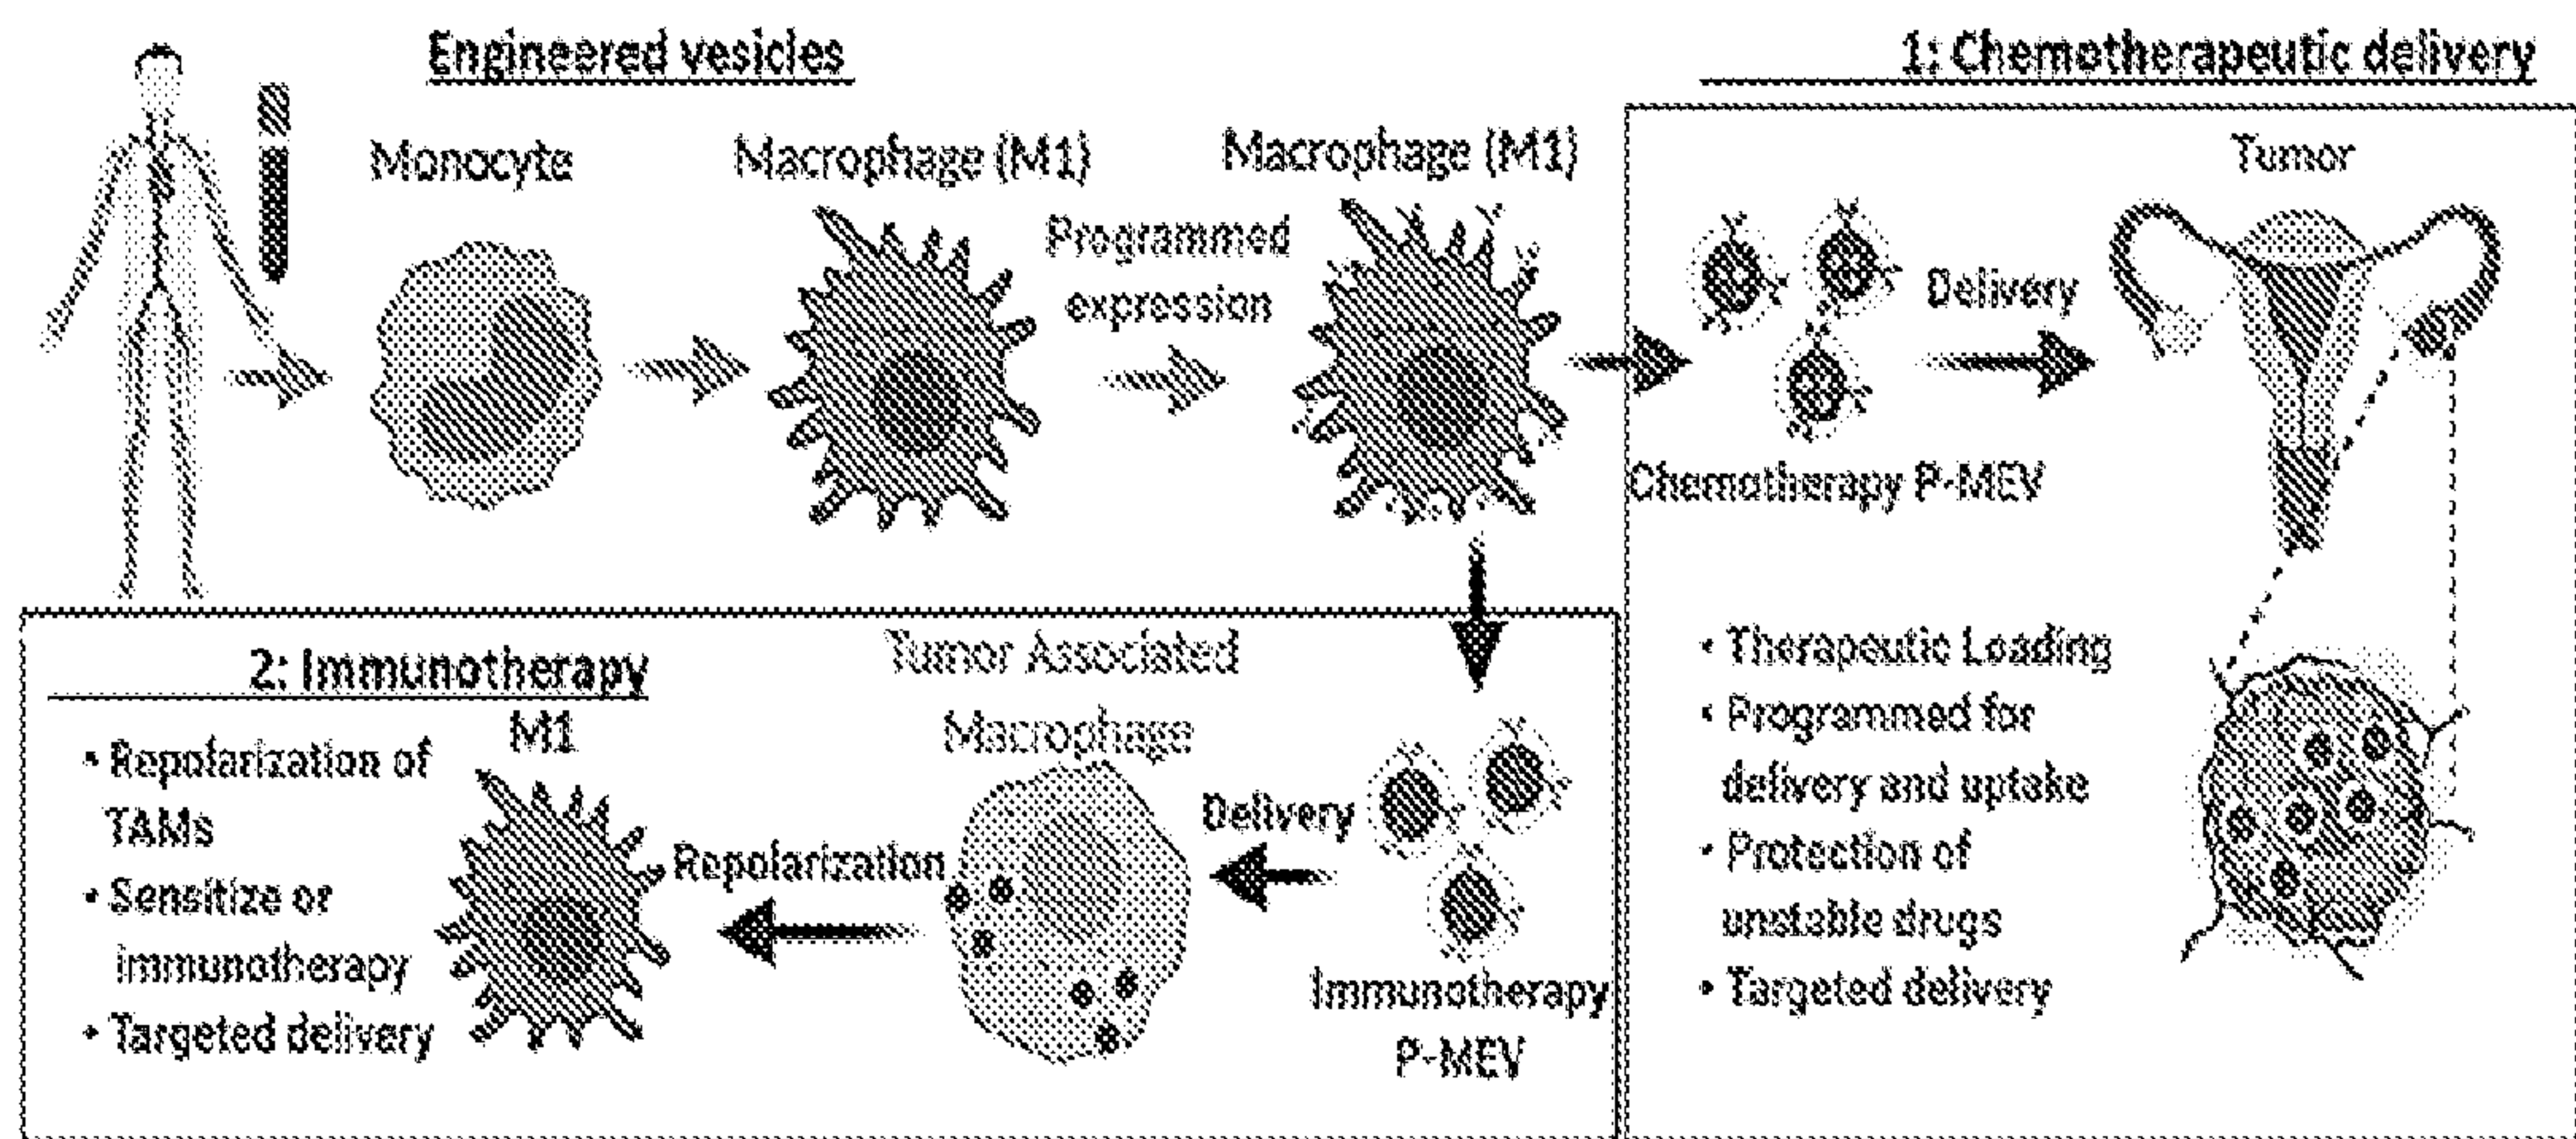 Engineered vesicles
1: Chemotherapeutic delivery
Monocyte
Macrophage (M1)
Programmed
expression
Macrophage (M1)
Tumor
Delivery
Chemotherapy P-MEV
• Therapeutic Loading
• Programmed for
delivery and uptake
• Protection of
unstable drugs
• Targeted delivery
2: Immunotherapy
• Repolarization of
TAMs
• Sensitize or
immunotherapy
• Targeted delivery
M1
Repolarization
Tumor Associated
Macrophage
Delivery
Immunotherapy
P-MEV